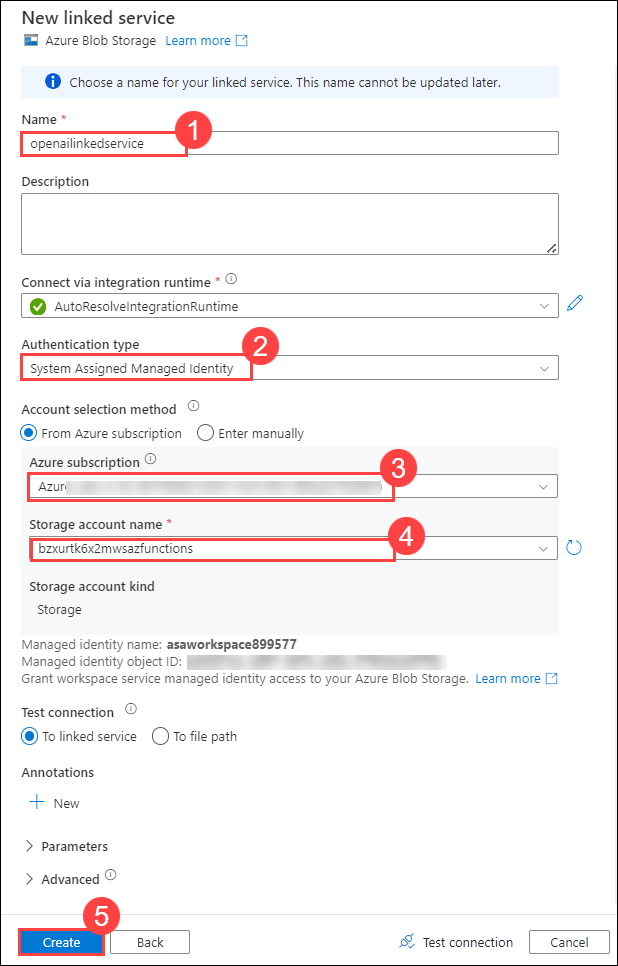 New linked service
Azure Blob Storage Learn more
Choose a name for your linked service. This name cannot be updated later.
Name *
1
openailinkedservice
Description
Connect via integration runtime *
AutoResolveIntegrationRuntime
Authentication type
2
System Assigned Managed Identity
Account selection method
From Azure subscription Enter manually
Azure subscription
3
Azur
Storage account name *
4
bzxurtk6x2mwsazfunctions
Storage account kind
Storage
Managed identity name: asaworkspace899577
Managed identity object ID:
Grant workspace service managed identity access to your Azure Blob Storage. Learn more
Test connection
To linked service To file path
Annotations
New
Parameters
Advanced
5
Create Back Test connection Cancel